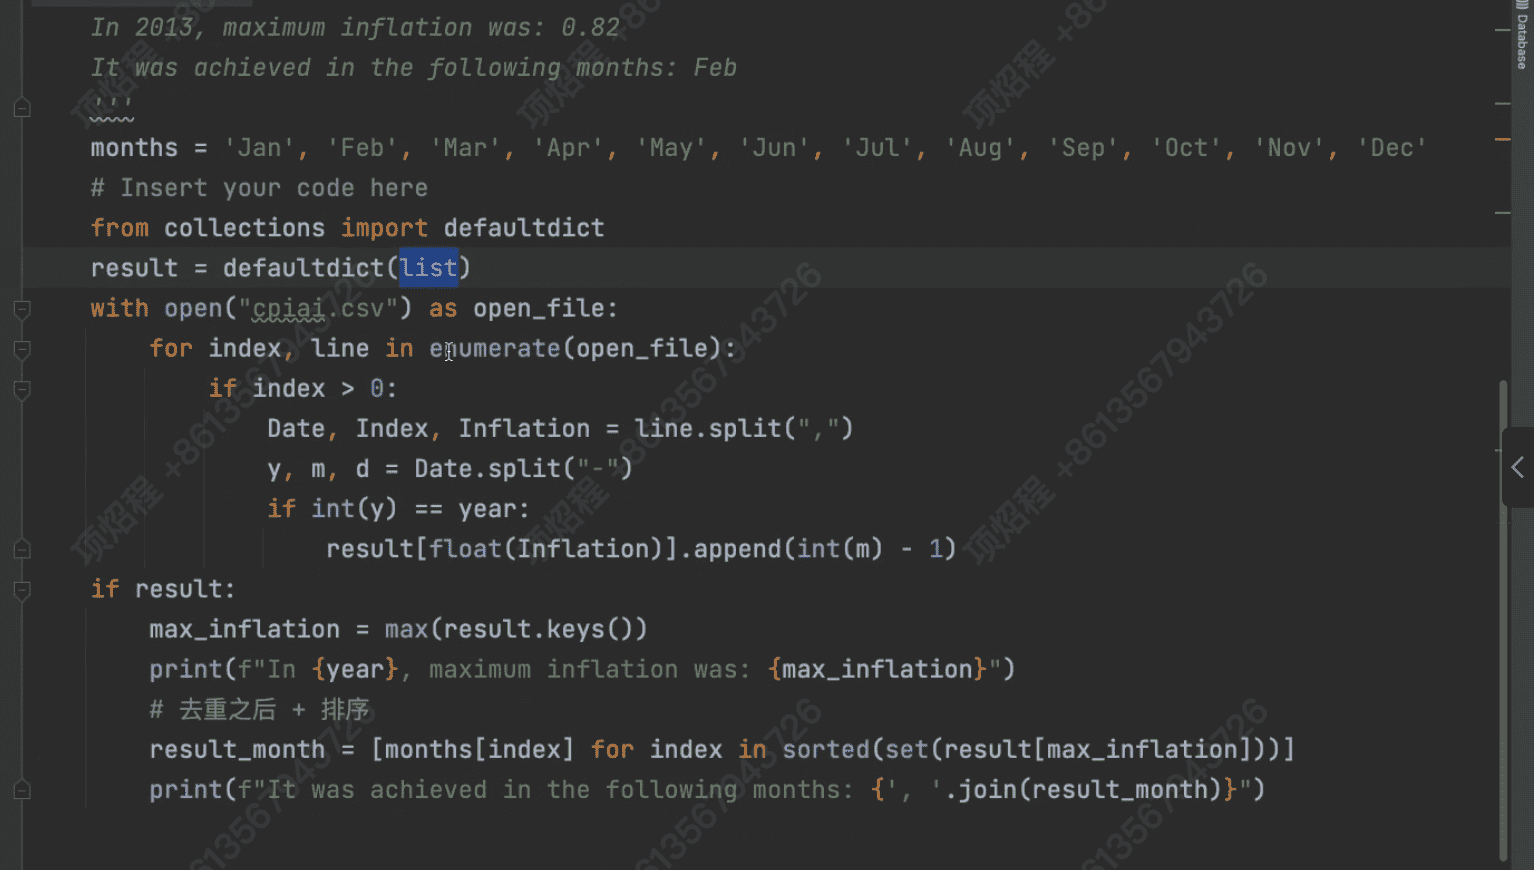 In 2013, maximum inflation was: 0.82
It was achieved in the following months: Feb
'''
months = 'Jan', 'Feb', 'Mar', 'Apr', 'May', 'Jun', 'Jul', 'Aug', 'Sep', 'Oct', 'Nov', 'Dec'
# Insert your code here
from collections import defaultdict
result = defaultdict(list)
with open("cpiai.csv") as open_file:
    for index, line in enumerate(open_file):
        if index > 0:
            Date, Index, Inflation = line.split(",")
            y, m, d = Date.split("-")
            if int(y) == year:
                result[float(Inflation)].append(int(m) - 1)
if result:
    max_inflation = max(result.keys())
    print(f"In {year}, maximum inflation was: {max_inflation}")
    # 去重之后 + 排序
    result_month = [months[index] for index in sorted(set(result[max_inflation]))]
    print(f"It was achieved in the following months: {', '.join(result_month)}")
Database
项焰程 +8613567943726